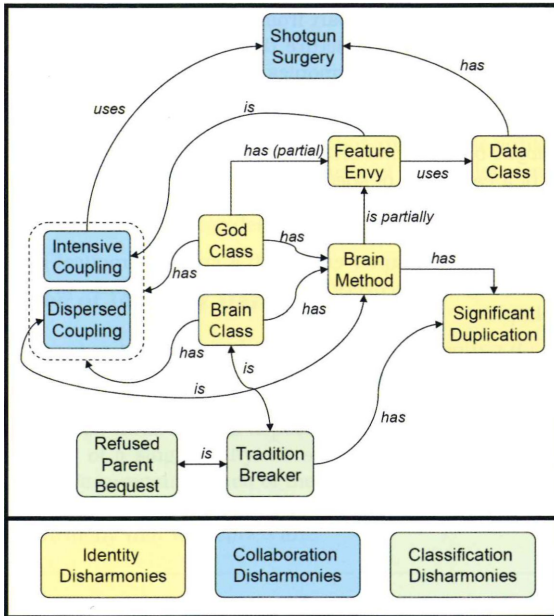 Shotgun
Surgery
has
uses
is
has (partial)
Feature
Envy
uses
Data
Class
is partially
Intensive
Coupling
God
Class
has
has
Brain
Method
has
Dispersed
Coupling
Brain
Class
has
has
Significant
Duplication
is
is
has
Refused
Parent
Bequest
is
Tradition
Breaker
Identity
Disharmonies
Collaboration
Disharmonies
Classification
Disharmonies